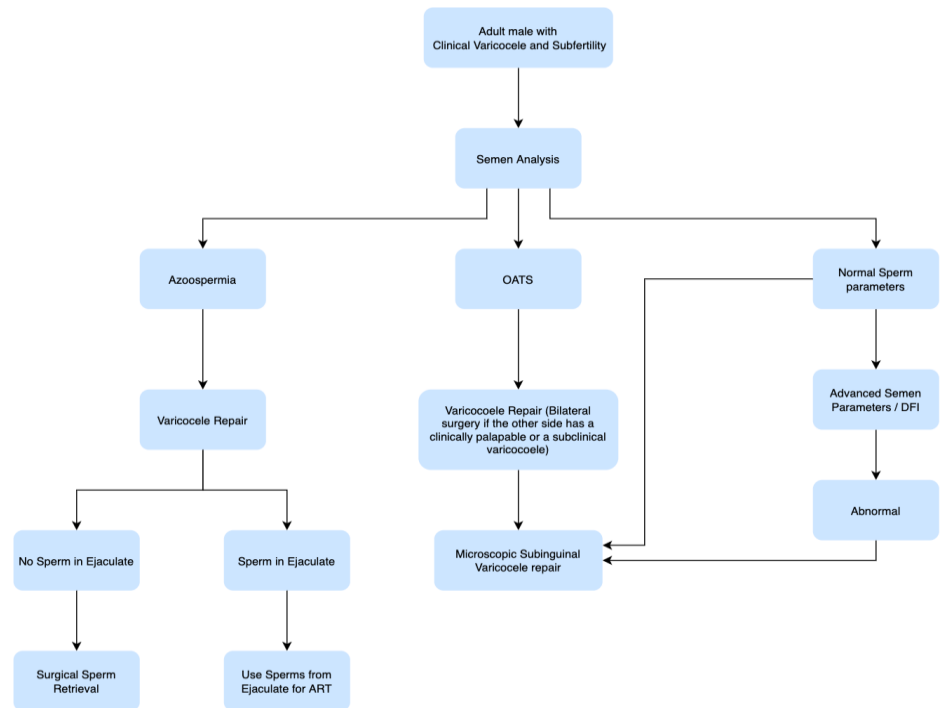 Adult male with
Clinical Varicocele and Subfertility
Semen Analysis
Azoospermia
OATS
Normal Sperm
parameters
Varicocele Repair
Varicocoele Repair (Bilateral
surgery if the other side has a
clinically palapable or a subclinical
varicocoele)
Advanced Semen
Parameters / DFI
Abnormal
No Sperm in Ejaculate
Sperm in Ejaculate
Microscopic Subinguinal
Varicocele repair
Surgical Sperm
Retrieval
Use Sperms from
Ejaculate for ART